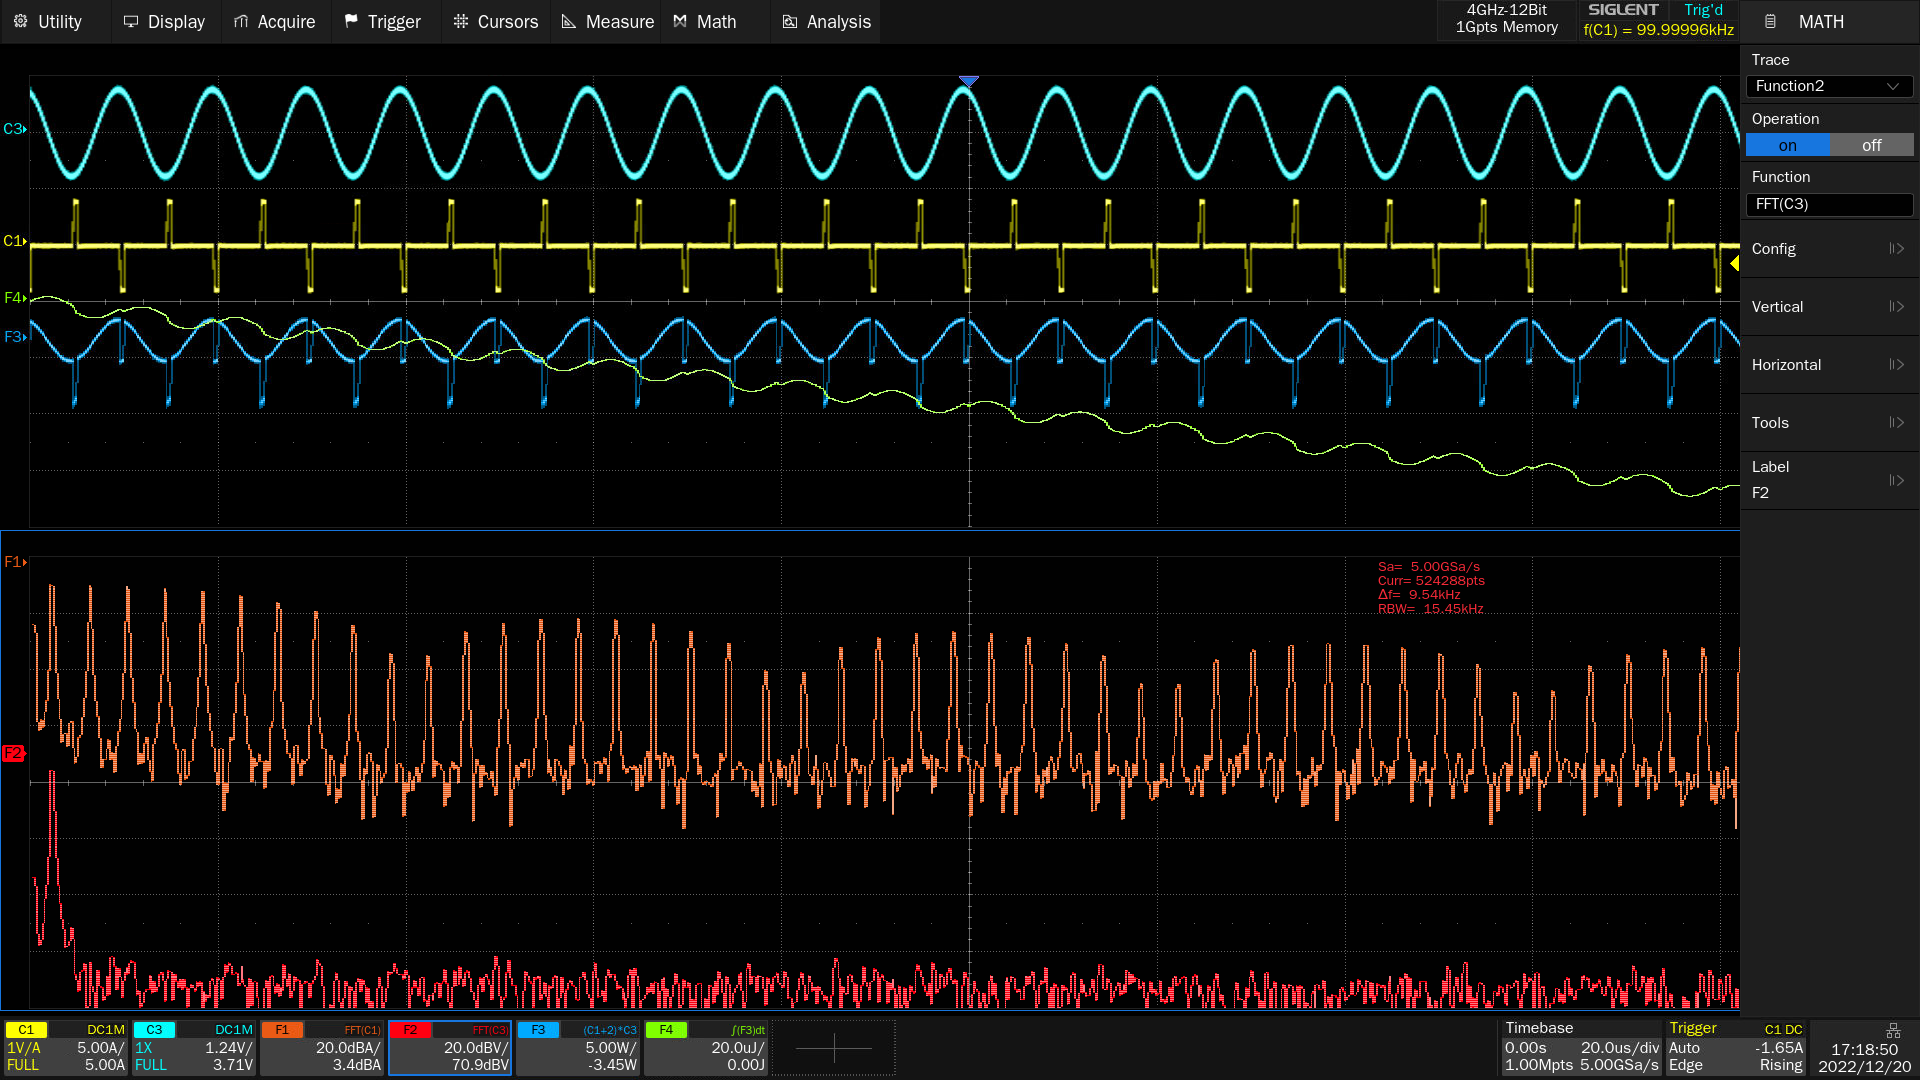 Utility Display Acquire Trigger Cursors Measure Math Analysis
4GHz-12Bit
1Gpts Memory
SIGLENT Trig'd
f(C1) = 99.99996kHz
MATH
Trace
Function2
Operation
on off
Function
FFT(C3)
Config
Vertical
Horizontal
Tools
Label
F2
C3
C1
F4
F3
F1
F2
Sa= 5.00GSa/s
Curr= 524288pts
Δf= 9.54kHz
RBW= 15.45kHz
C1 DC1M
1V/A 5.00A/
FULL 5.00A
C3 DC1M
1X 1.24V/
FULL 3.71V
F1 FFT(C1)
20.0dBA/
3.4dBA
F2 FFT(C3)
20.0dBV/
70.9dBV
F3 (C1+2)*C3
5.00W/
-3.45W
F4 ∫(F3)dt
20.0uJ/
0.00J
Timebase
0.00s 20.0us/div
1.00Mpts 5.00GSa/s
Trigger C1 DC
Auto -1.65A
Edge Rising
17:18:50
2022/12/20